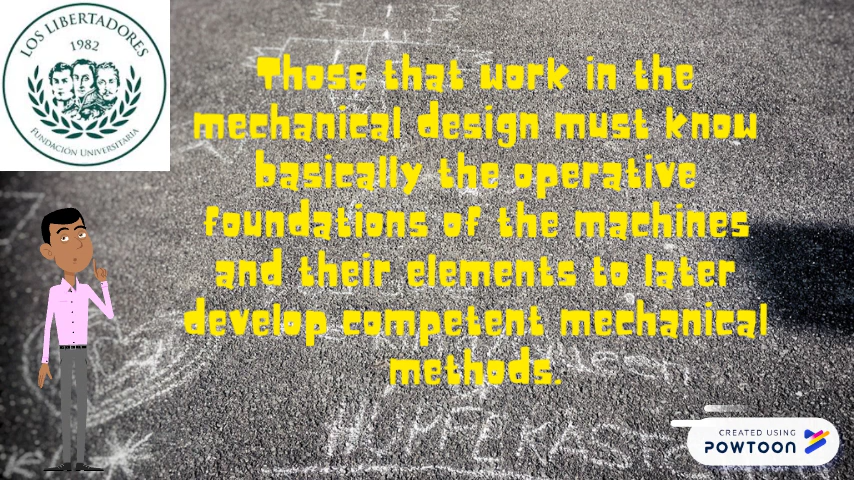 LOS LIBERTADORES
1982
FUNDACIÓN UNIVERSITARIA
Those that work in the
mechanical design must know
basically the operative
foundations of the machines
and their elements to later
develop competent mechanical
methods.
CREATED USING
POWTOON